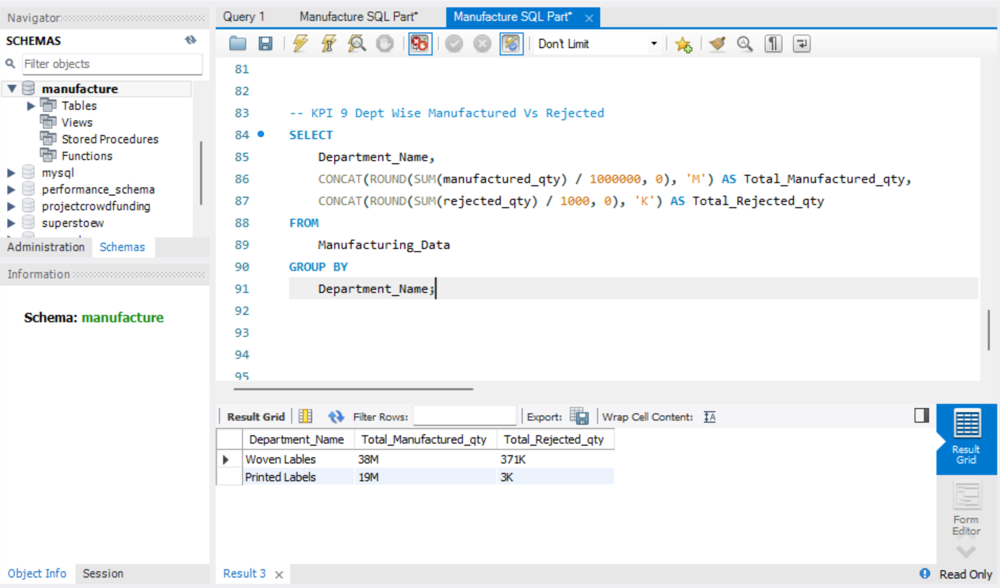 Navigator
SCHEMAS
Filter objects
manufacture
Tables
Views
Stored Procedures
Functions
mysql
performance_schema
projectcrowdfunding
superstoew
Administration Schemas
Information
Schema: manufacture
Object Info Session
Query 1 Manufacture SQL Part* Manufacture SQL Part*
Don't Limit
81
82
83 -- KPI 9 Dept Wise Manufactured Vs Rejected
84 SELECT
85 Department_Name,
86 CONCAT(ROUND(SUM(manufactured_qty) / 1000000, 0), 'M') AS Total_Manufactured_qty,
87 CONCAT(ROUND(SUM(rejected_qty) / 1000, 0), 'K') AS Total_Rejected_qty
88 FROM
89 Manufacturing_Data
90 GROUP BY
91 Department_Name;
92
93
94
95
Result Grid Filter Rows: Export: Wrap Cell Content:
Department_Name Total_Manufactured_qty Total_Rejected_qty
Woven Lables 38M 371K
Printed Labels 19M 3K
Result
Grid
Form
Editor
Result 3
Read Only